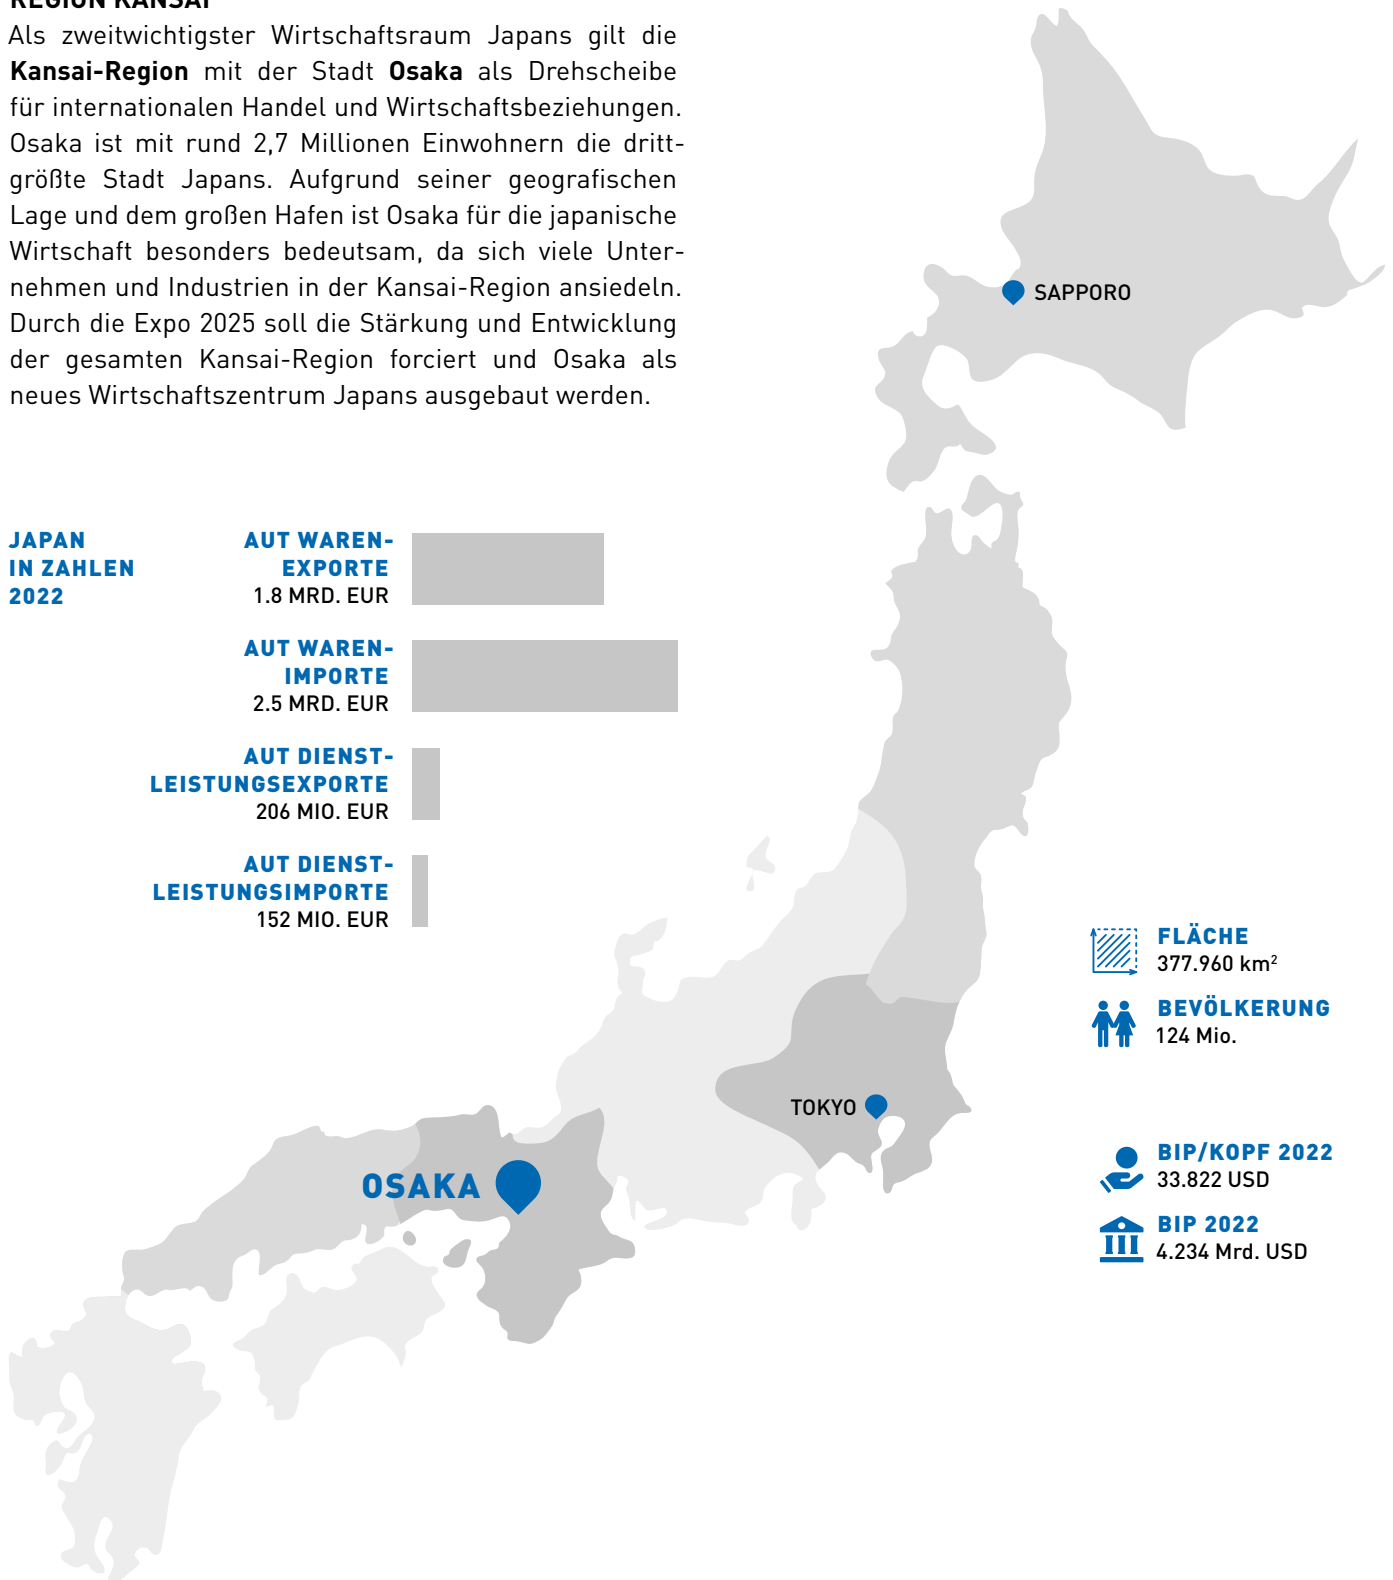 REGION KANSAI
Als zweitwichtigster Wirtschaftsraum Japans gilt die
Kansai-Region mit der Stadt Osaka als Drehscheibe
für internationalen Handel und Wirtschaftsbeziehungen.
Osaka ist mit rund 2,7 Millionen Einwohnern die dritt-
größte Stadt Japans. Aufgrund seiner geografischen
Lage und dem großen Hafen ist Osaka für die japanische
Wirtschaft besonders bedeutsam, da sich viele Unter-
nehmen und Industrien in der Kansai-Region ansiedeln.
Durch die Expo 2025 soll die Stärkung und Entwicklung
der gesamten Kansai-Region forciert und Osaka als
neues Wirtschaftszentrum Japans ausgebaut werden.
SAPPORO
JAPAN
IN ZAHLEN
2022
AUT WAREN-
EXPORTE
1.8 MRD. EUR
AUT WAREN-
IMPORTE
2.5 MRD. EUR
AUT DIENST-
LEISTUNGSEXPORTE
206 MIO. EUR
AUT DIENST-
LEISTUNGSIMPORTE
152 MIO. EUR
FLÄCHE
377.960 km²
BEVÖLKERUNG
124 Mio.
TOKYO
OSAKA
BIP/KOPF 2022
33.822 USD
BIP 2022
4.234 Mrd. USD